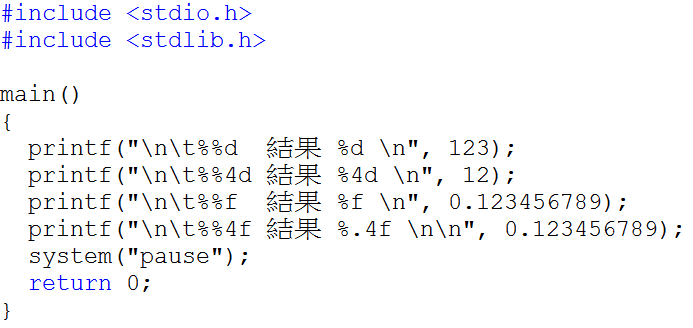 #include <stdio.h>
#include <stdlib.h>

main()
{
  printf("\n\t%%d  結果 %d \n", 123);
  printf("\n\t%%4d 結果 %4d \n", 12);
  printf("\n\t%%f  結果 %f \n", 0.123456789);
  printf("\n\t%%4f 結果 %.4f \n\n", 0.123456789);
  system("pause");
  return 0;
}